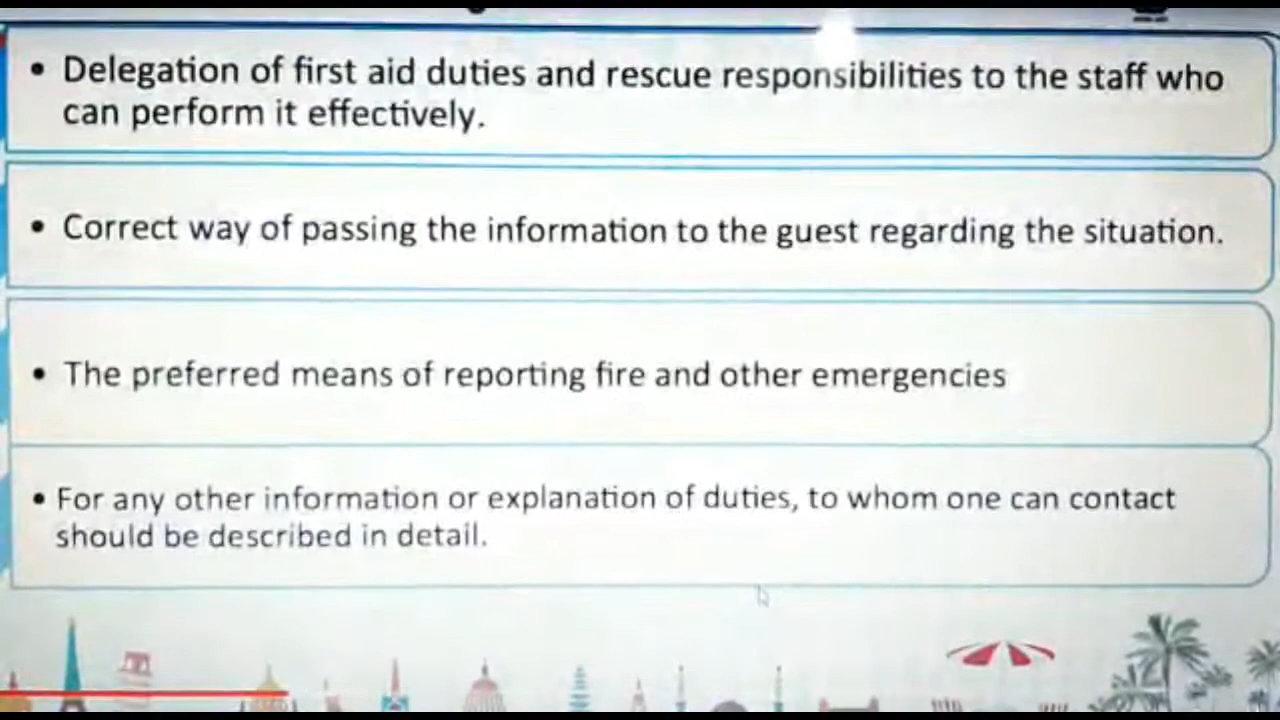 • Delegation of first aid duties and rescue responsibilities to the staff who
can perform it effectively.
• Correct way of passing the information to the guest regarding the situation.
• The preferred means of reporting fire and other emergencies
• For any other information or explanation of duties, to whom one can contact
should be described in detail.